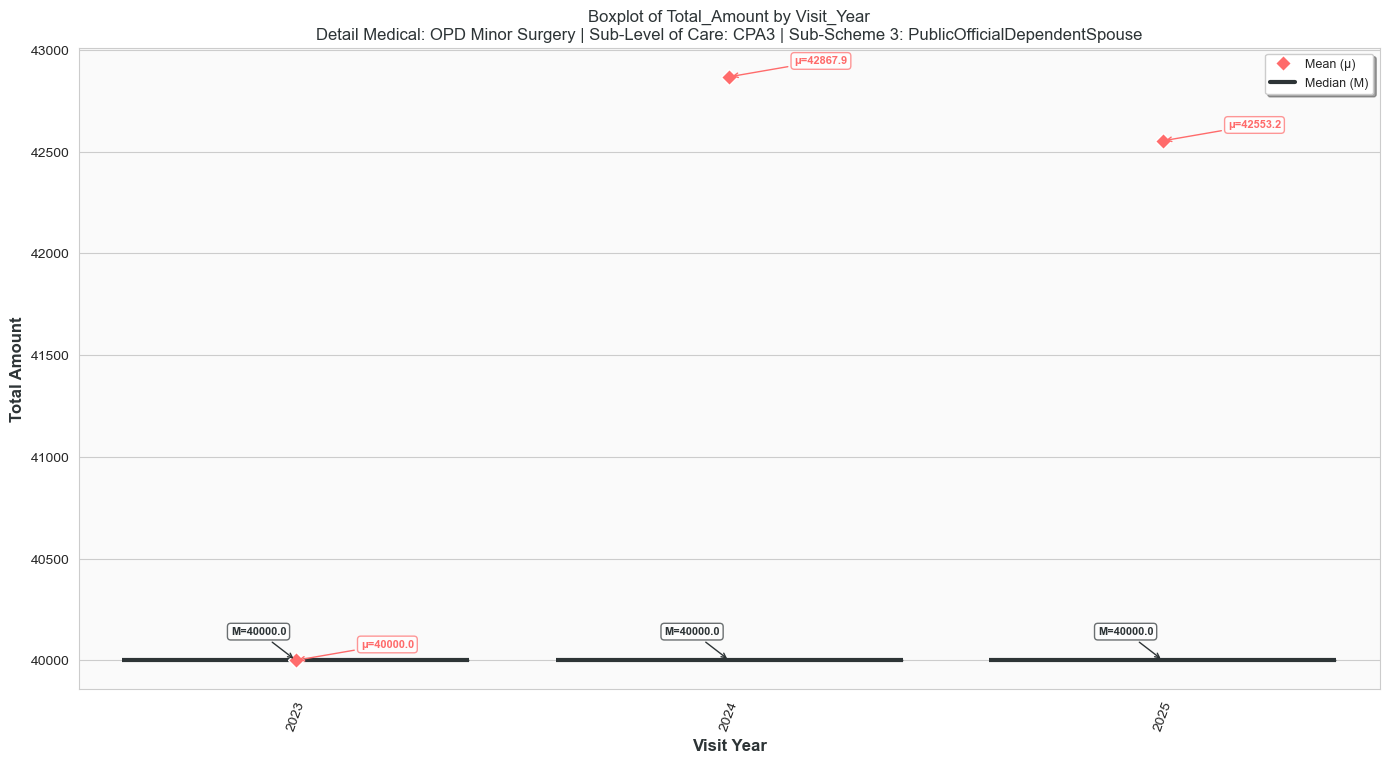 Boxplot of Total_Amount by Visit_Year
Detail Medical: OPD Minor Surgery | Sub-Level of Care: CPA3 | Sub-Scheme 3: PublicOfficialDependentSpouse
Total Amount
43000
42500
42000
41500
41000
40500
40000
μ=42867.9
μ=42553.2
Mean (μ)
Median (M)
M=40000.0
μ=40000.0
M=40000.0
M=40000.0
2023
2024
2025
Visit Year